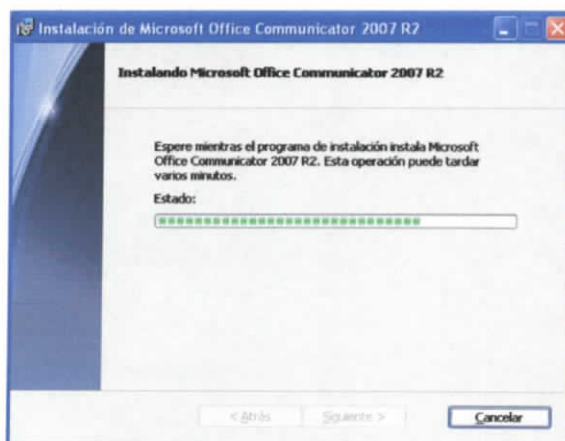 Instalación de Microsoft Office Communicator 2007 R2
Instalando Microsoft Office Communicator 2007 R2
Espere mientras el programa de instalación instala Microsoft
Office Communicator 2007 R2. Esta operación puede tardar
varios minutos.
Estado:
< Atrás
Siguiente >
Cancelar